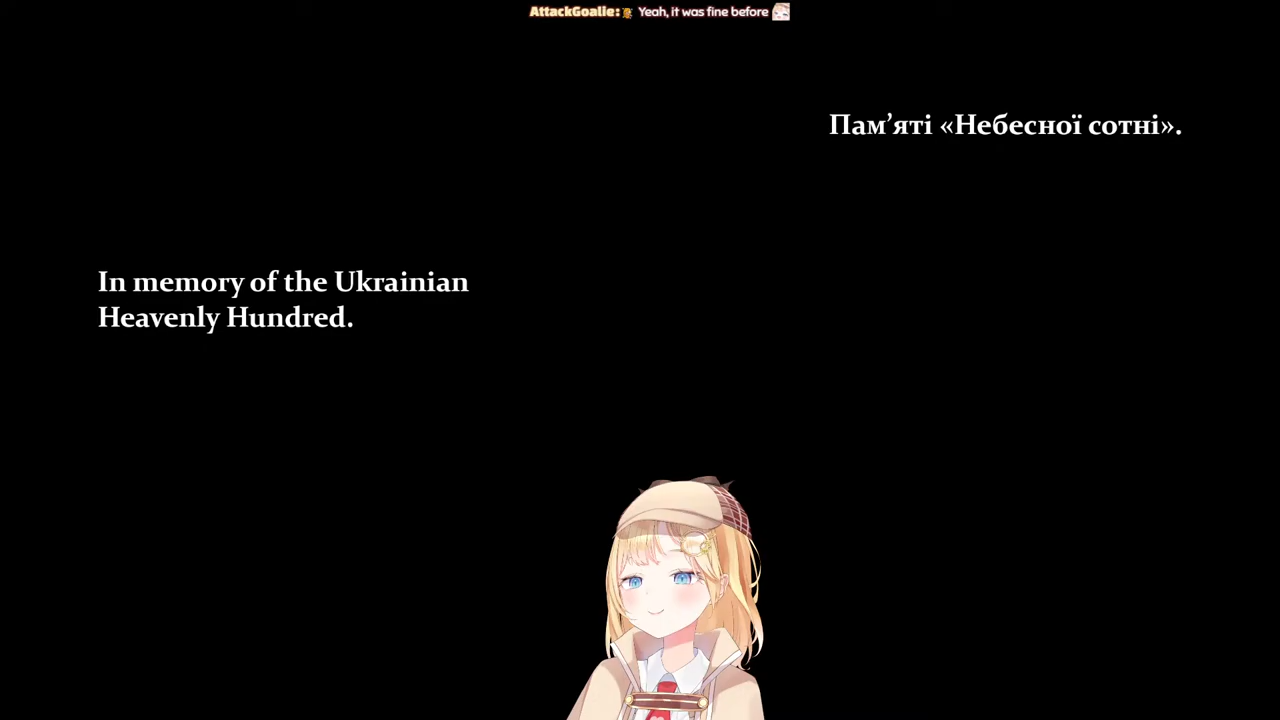 AttackGoalie: Yeah, it was fine before
Пам’яті «Небесної сотні».
In memory of the Ukrainian
Heavenly Hundred.